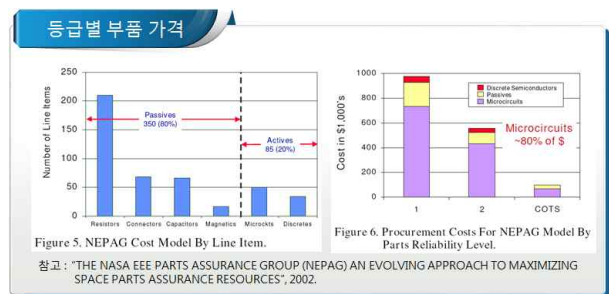 등급별 부품 가격
250
200
150
100
50
0
Number of Line Items
Passives
350 (80%)
Actives
85 (20%)
Resistors Connectors Capacitors Magnetics Microckts Discretes
Figure 5. NEPAG Cost Model By Line Item.
1000
800
600
400
200
0
Cost in $1,000's
Discrete Semiconductors
Passives
Microcircuits
Microcircuits
~80% of $
1 2 COTS
Figure 6. Procurement Costs For NEPAG Model By
Parts Reliability Level.
참고 : "THE NASA EEE PARTS ASSURANCE GROUP (NEPAG) AN EVOLVING APPROACH TO MAXIMIZING
SPACE PARTS ASSURANCE RESOURCES", 2002.